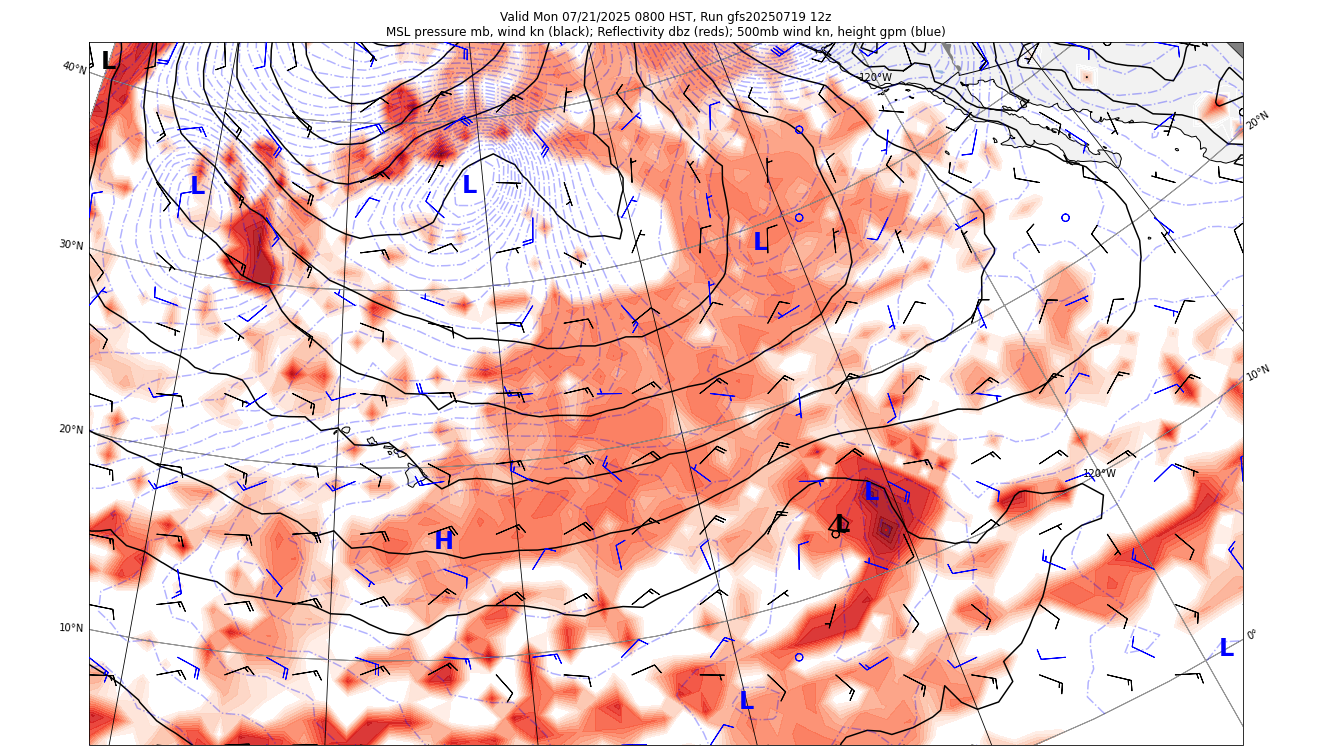 Valid Mon 07/21/2025 0800 HST, Run gfs20250719 12z
MSL pressure mb, wind kn (black); Reflectivity dbz (reds); 500mb wind kn, height gpm (blue)
L
40°N
120°W
20°N
L
L
30°N
L
10°N
20°N
120°W
L
L
H
10°N
0°
L
L